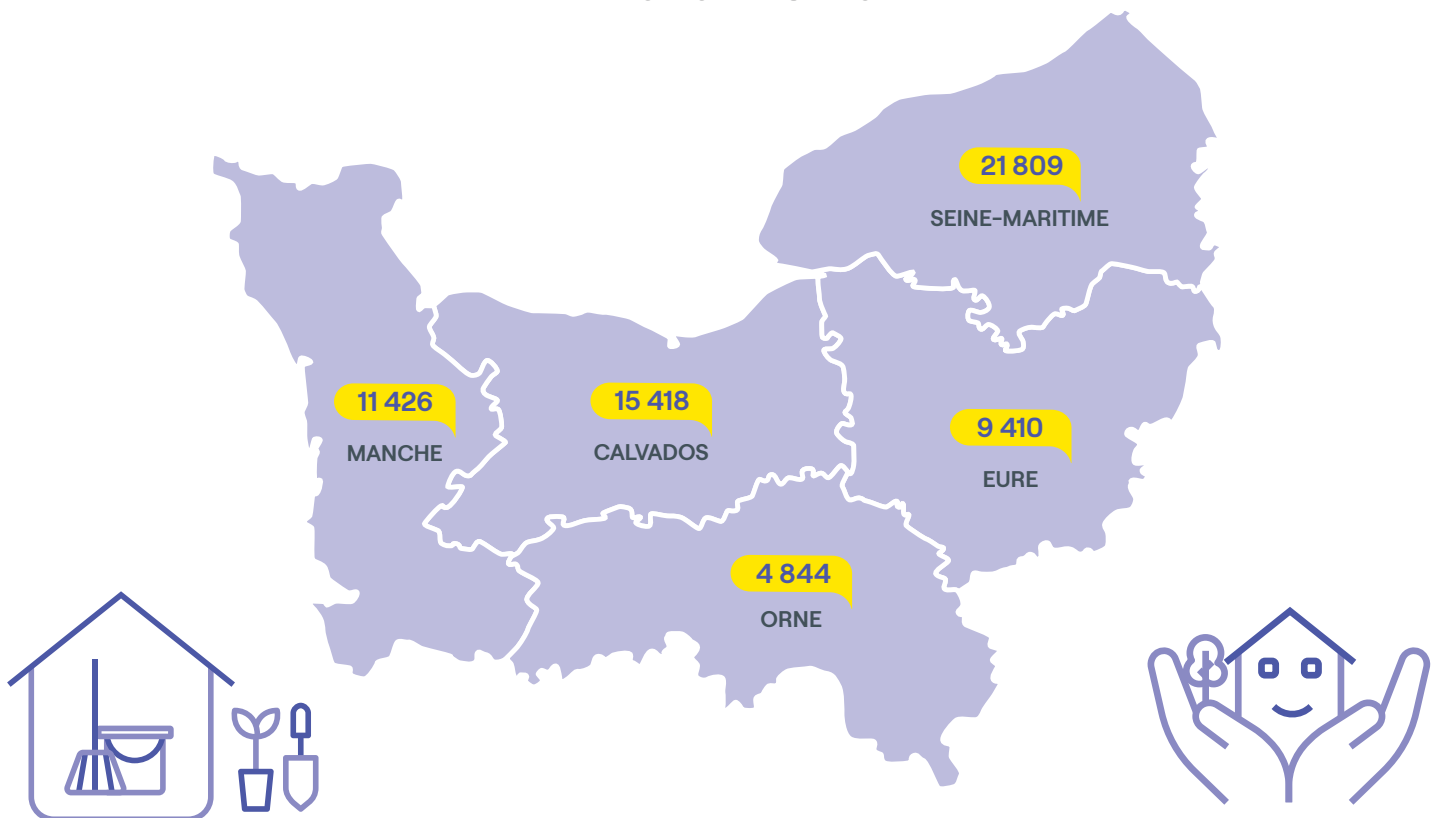 21 809
SEINE-MARITIME
11 426
MANCHE
15 418
CALVADOS
9 410
EURE
4 844
ORNE